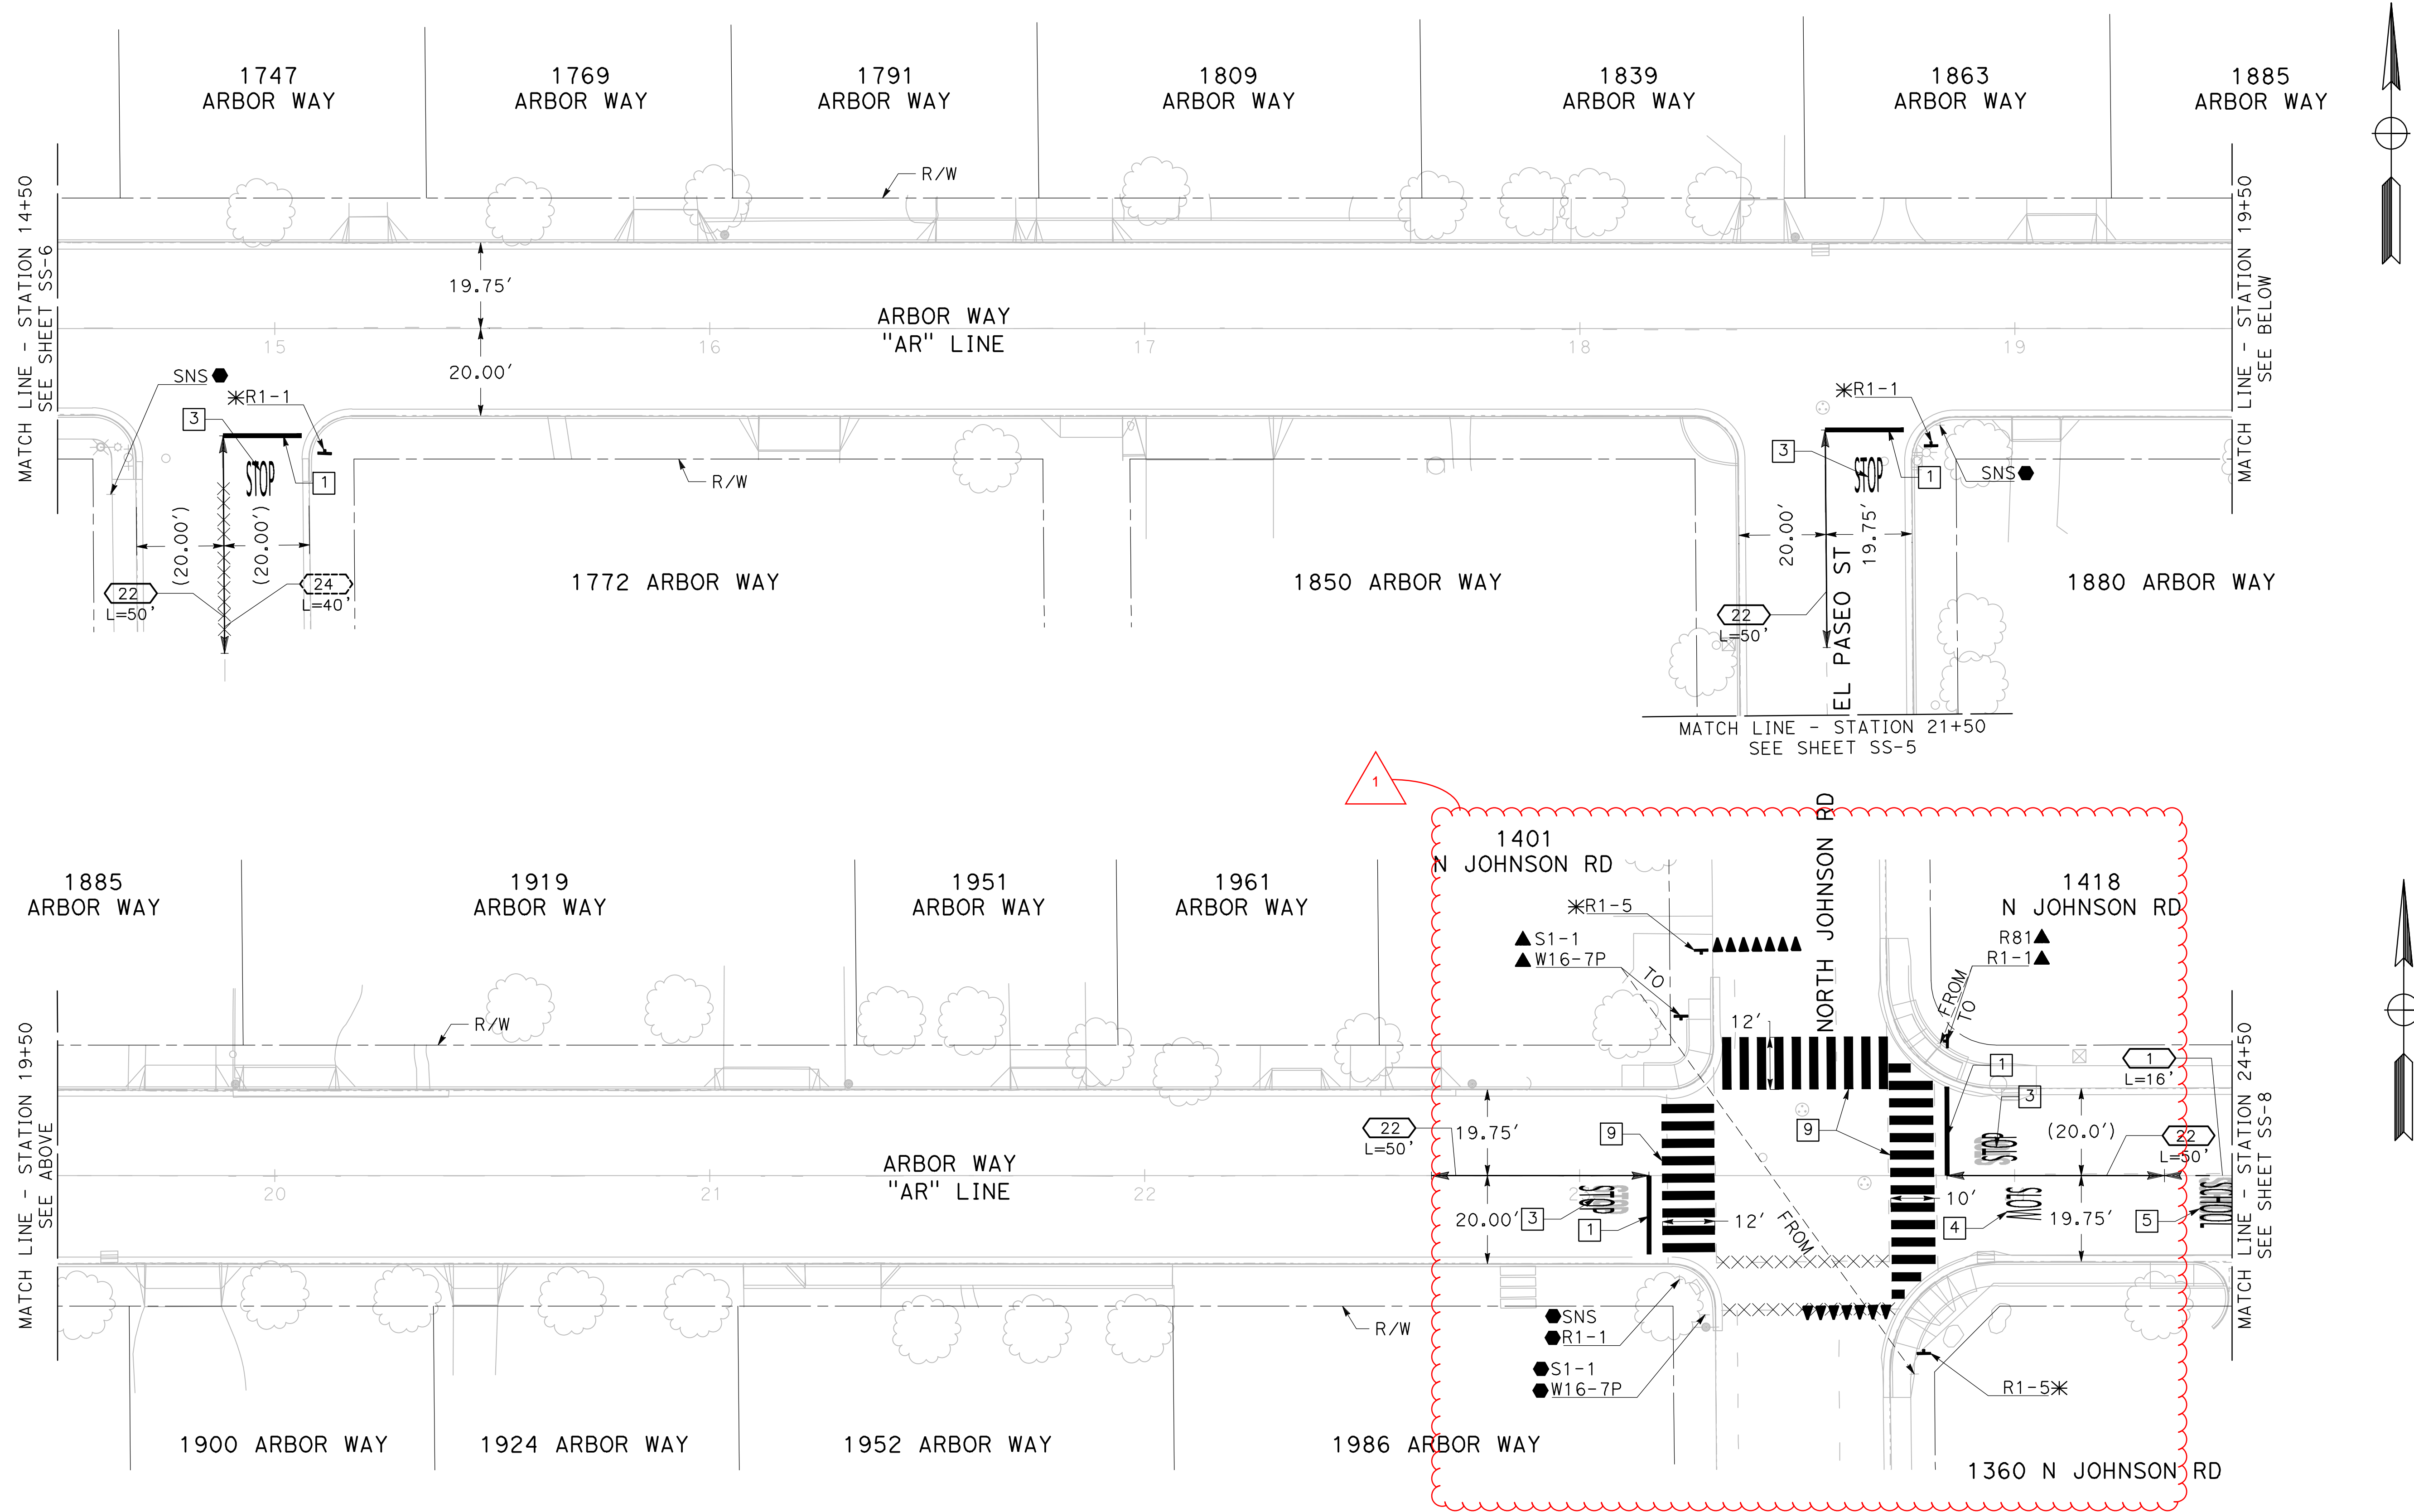 1747
ARBOR WAY
1769
ARBOR WAY
1791
ARBOR WAY
1809
ARBOR WAY
1839
ARBOR WAY
1863
ARBOR WAY
1885
ARBOR WAY
MATCH LINE - STATION 14+50
SEE SHEET SS-6
R/W
19.75'
ARBOR WAY
"AR" LINE
15
16
17
18
19
20.00'
MATCH LINE - STATION 19+50
SEE BELOW
SNS
R1-1
3
STOP
1
(20.00')
(20.00')
22
L=50'
24
L=40'
R/W
1772 ARBOR WAY
1850 ARBOR WAY
R1-1
3
STOP
1
SNS
20.00'
19.75'
22
L=50'
EL PASEO ST
1880 ARBOR WAY
MATCH LINE - STATION 21+50
SEE SHEET SS-5
1
1885
ARBOR WAY
1919
ARBOR WAY
1951
ARBOR WAY
1961
ARBOR WAY
1401
N JOHNSON RD
NORTH JOHNSON RD
1418
N JOHNSON RD
R1-5
S1-1
W16-7P
TO
R81
R1-1
FROM
TO
MATCH LINE - STATION 19+50
SEE ABOVE
R/W
12'
1
L=16'
1
3
22
L=50'
19.75'
9
9
(20.0')
22
L=50'
STOP
ARBOR WAY
"AR" LINE
20
21
22
STOP
20.00'
3
1
12'
FROM
10'
4
SLOW
19.75'
5
SCHOOL
MATCH LINE - STATION 24+50
SEE SHEET SS-8
R/W
SNS
R1-1
S1-1
W16-7P
R1-5
1900 ARBOR WAY
1924 ARBOR WAY
1952 ARBOR WAY
1986 ARBOR WAY
1360 N JOHNSON RD